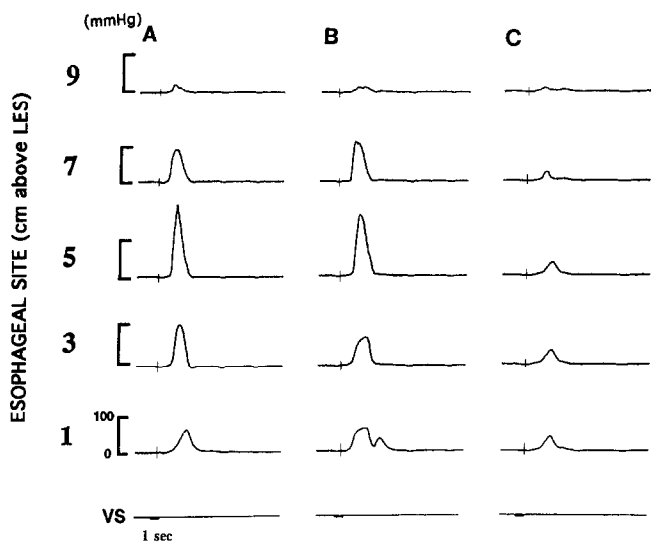 (mmHg)
A B C
9
7
5
3
1
100
0
VS
1 sec
ESOPHAGEAL SITE (cm above LES)